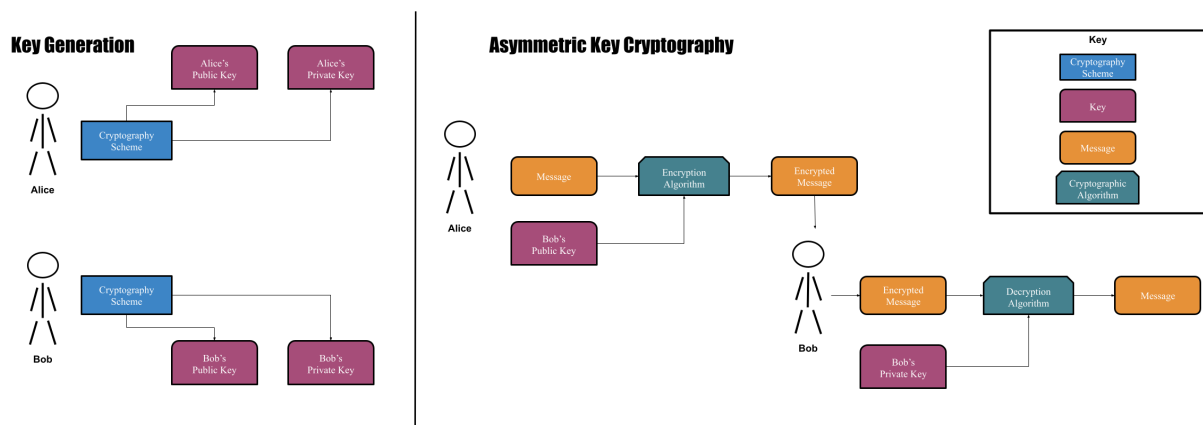 Key Generation
Alice's
Public Key
Alice's
Private Key
Cryptography
Scheme
Alice
Cryptography
Scheme
Bob
Bob's
Public Key
Bob's
Private Key
Asymmetric Key Cryptography
Alice
Message
Encryption
Algorithm
Encrypted
Message
Bob's
Public Key
Bob
Encrypted
Message
Decryption
Algorithm
Message
Bob's
Private Key
Key
Cryptography
Scheme
Key
Message
Cryptographic
Algorithm